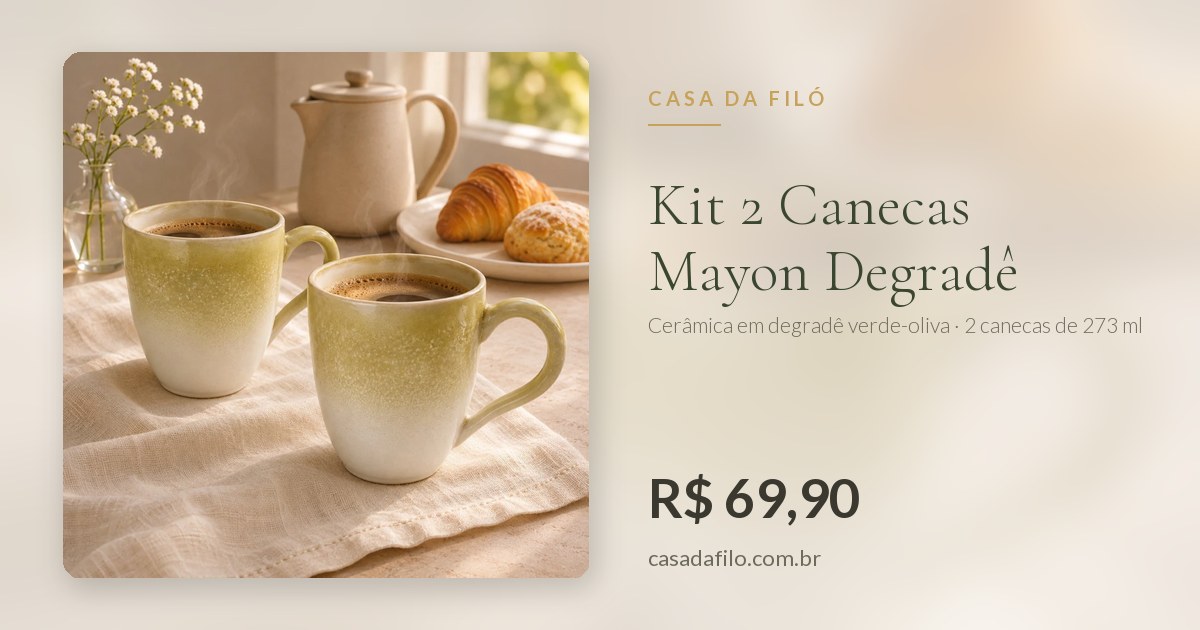 CASA DA FILÓ
Kit 2 Canecas
Mayon Degradê
Cerâmica em degradê verde-oliva · 2 canecas de 273 ml
R$ 69,90
casadafilo.com.br